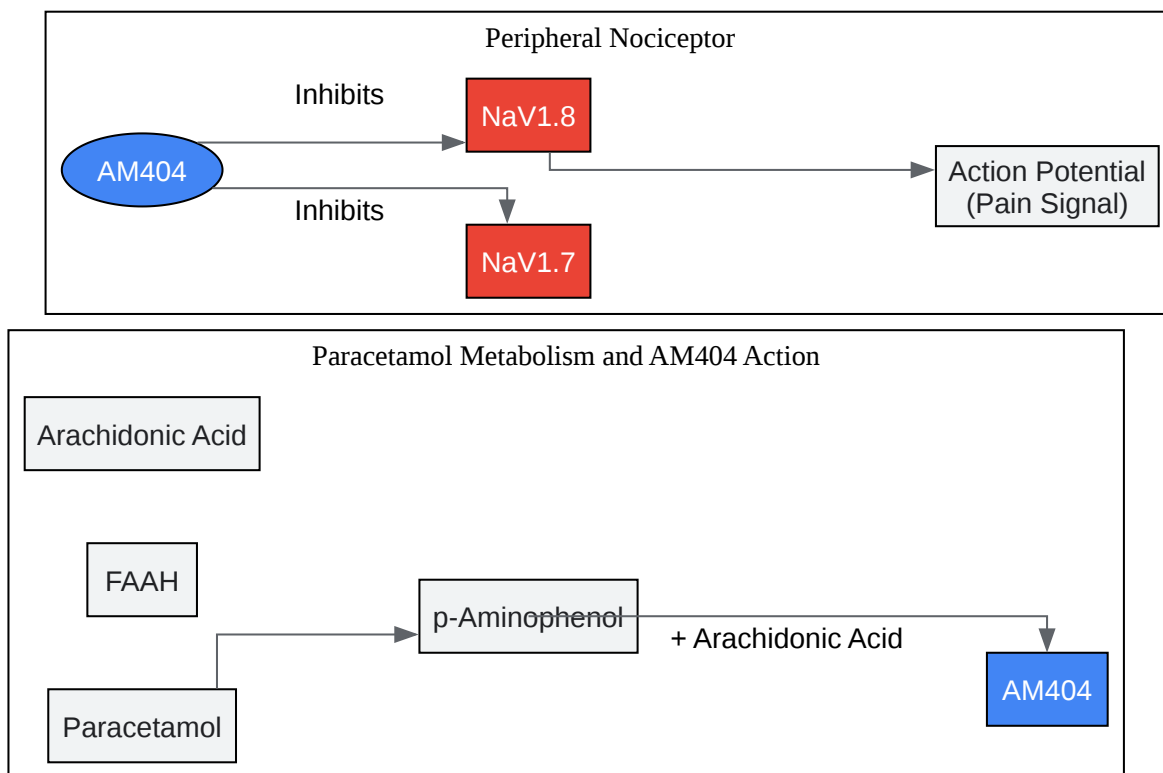 Peripheral Nociceptor
Inhibits
NaV1.8
AM404
Action Potential
(Pain Signal)
Inhibits
NaV1.7
Paracetamol Metabolism and AM404 Action
Arachidonic Acid
FAAH
p-Aminophenol
+ Arachidonic Acid
AM404
Paracetamol